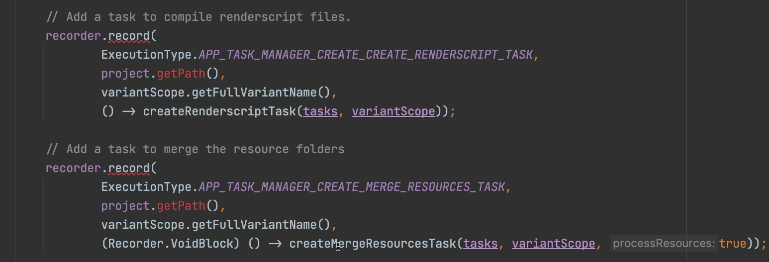 // Add a task to compile renderscript files.
recorder.record(
ExecutionType.APP_TASK_MANAGER_CREATE_CREATE_RENDERSCRIPT_TASK,
project.getPath(),
variantScope.getFullVariantName(),
() -> createRenderscriptTask(tasks, variantScope));
// Add a task to merge the resource folders
recorder.record(
ExecutionType.APP_TASK_MANAGER_CREATE_MERGE_RESOURCES_TASK,
project.getPath(),
variantScope.getFullVariantName(),
(Recorder.VoidBlock) () -> createMergeResourcesTask(tasks, variantScope, processResources: true));